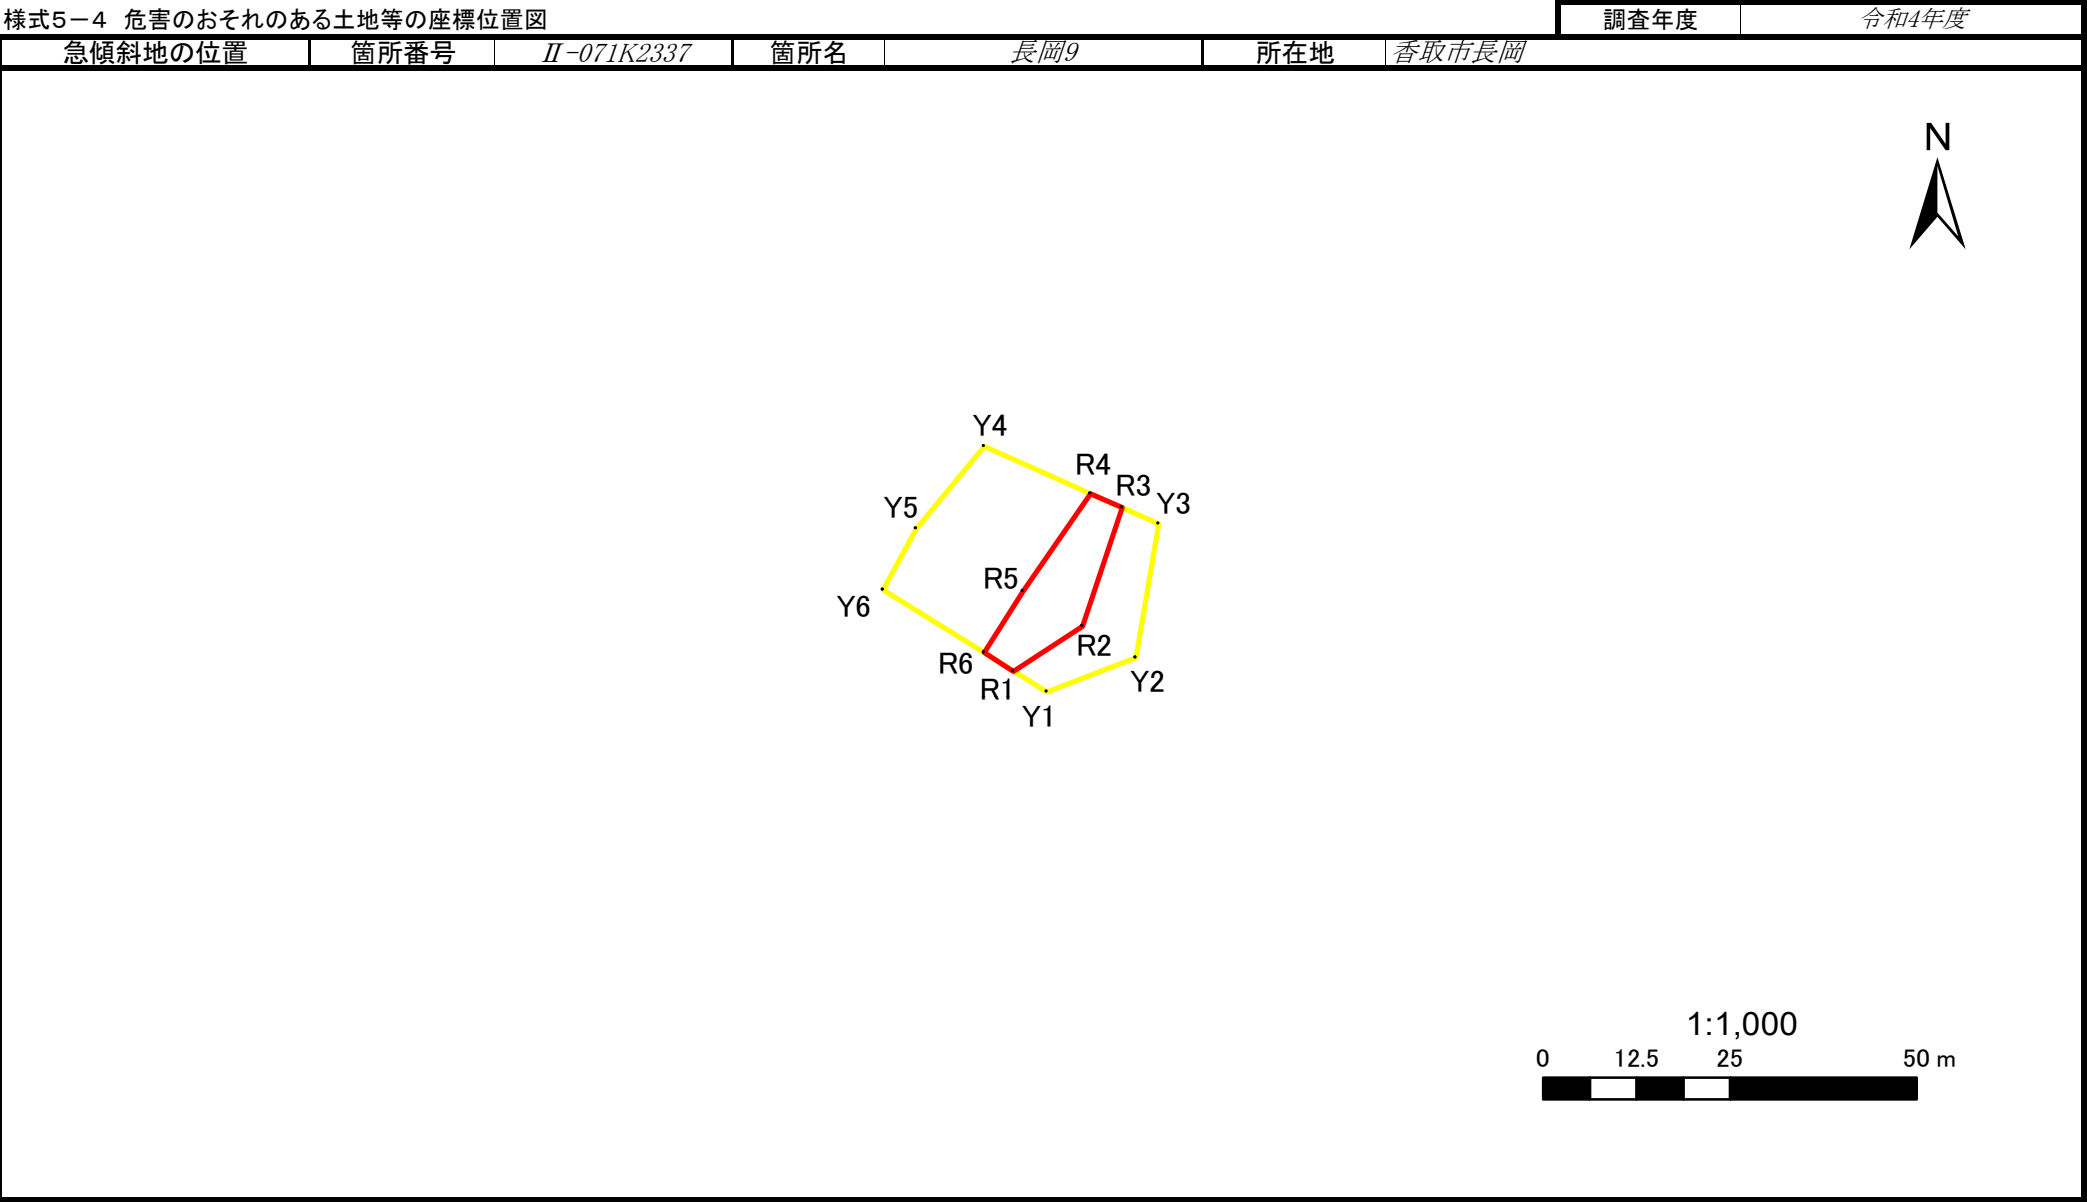 様式5－4 危害のおそれのある土地等の座標位置図 調査年度 令和4年度
急傾斜地の位置 箇所番号 Ⅱ-071K2337 箇所名 長岡9 所在地 香取市長岡
N
Y4
R4
R3
Y3
Y5
R5
Y6
R2
R6
Y2
R1
Y1
1:1,000
0 12.5 25 50 m